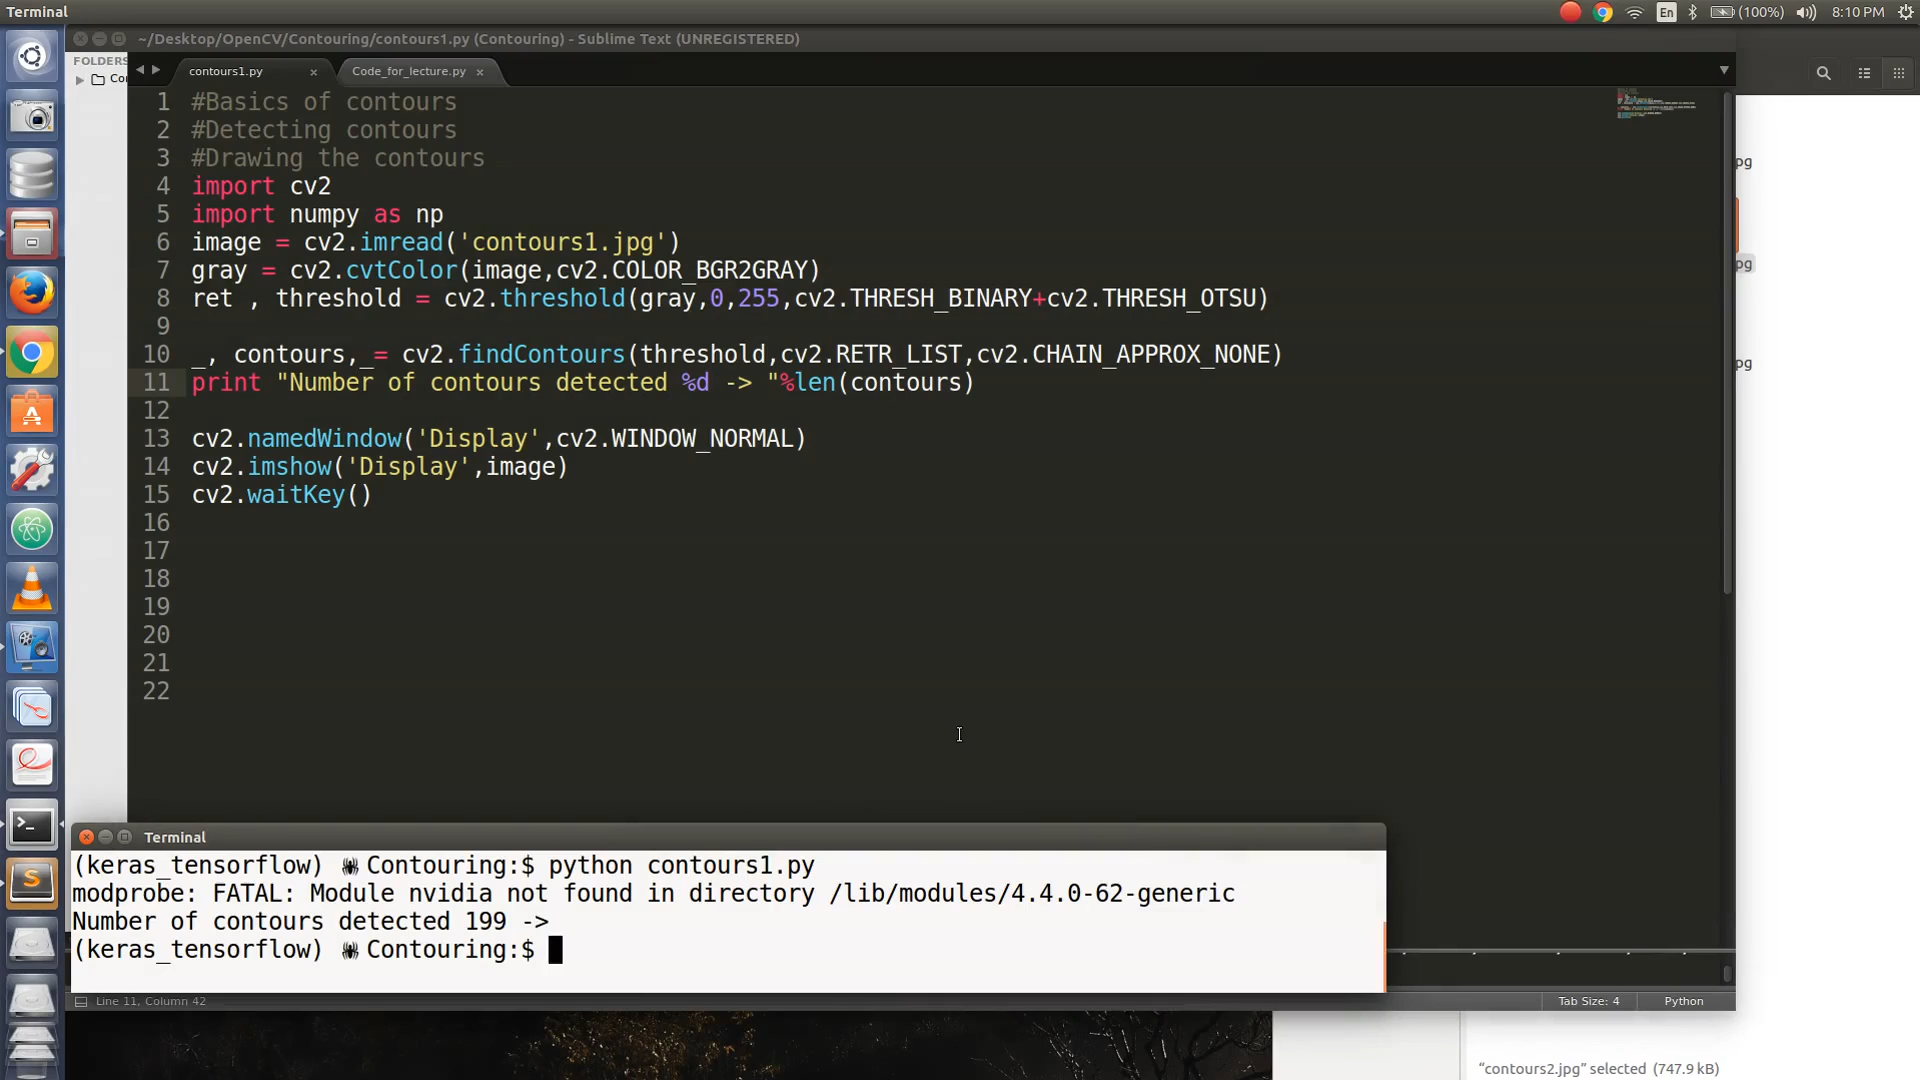 Terminal
En
(100%)
8:10 PM
~/Desktop/OpenCV/Contouring/contours1.py (Contouring) - Sublime Text (UNREGISTERED)
FOLDERS
Co
contours1.py
Code_for_lecture.py
1 #Basics of contours
2 #Detecting contours
3 #Drawing the contours
4 import cv2
5 import numpy as np
6 image = cv2.imread('contours1.jpg')
7 gray = cv2.cvtColor(image,cv2.COLOR_BGR2GRAY)
8 ret , threshold = cv2.threshold(gray,0,255,cv2.THRESH_BINARY+cv2.THRESH_OTSU)
9
10 _, contours,_= cv2.findContours(threshold,cv2.RETR_LIST,cv2.CHAIN_APPROX_NONE)
11 print "Number of contours detected %d -> "%len(contours)
12
13 cv2.namedWindow('Display',cv2.WINDOW_NORMAL)
14 cv2.imshow('Display',image)
15 cv2.waitKey()
16
17
18
19
20
21
22
pg
pg
pg
Terminal
(keras_tensorflow) Contouring:$ python contours1.py
modprobe: FATAL: Module nvidia not found in directory /lib/modules/4.4.0-62-generic
Number of contours detected 199 ->
(keras_tensorflow) Contouring:$
Line 11, Column 42
Tab Size: 4
Python
"contours2.jpg" selected (747.9 kB)